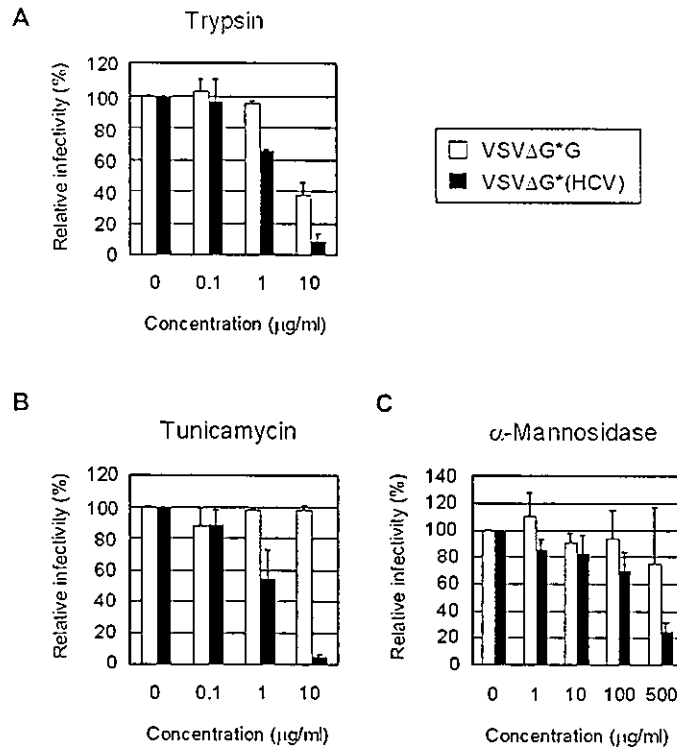 A
Trypsin
Relative infectivity (%)
120
100
80
60
40
20
0
0 0.1 1 10
Concentration (μg/ml)
VSVΔG*G
VSVΔG*(HCV)
B
Tunicamycin
Relative infectivity (%)
120
100
80
60
40
20
0
0 0.1 1 10
Concentration (μg/ml)
C
α-Mannosidase
Relative infectivity (%)
140
120
100
80
60
40
20
0
0 1 10 100 500
Concentration (μg/ml)